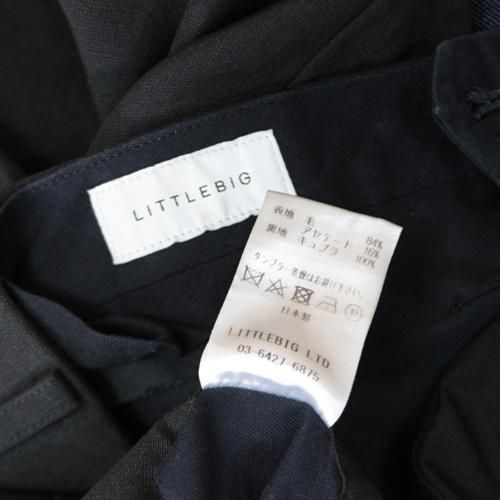 LITTLEBIG
表地 毛 84%
アセテート 16%
裏地 キュプラ 100%
タンブラー乾燥はお避け下さい。
P
日本製
LITTLEBIG LTD
03-6427-6875